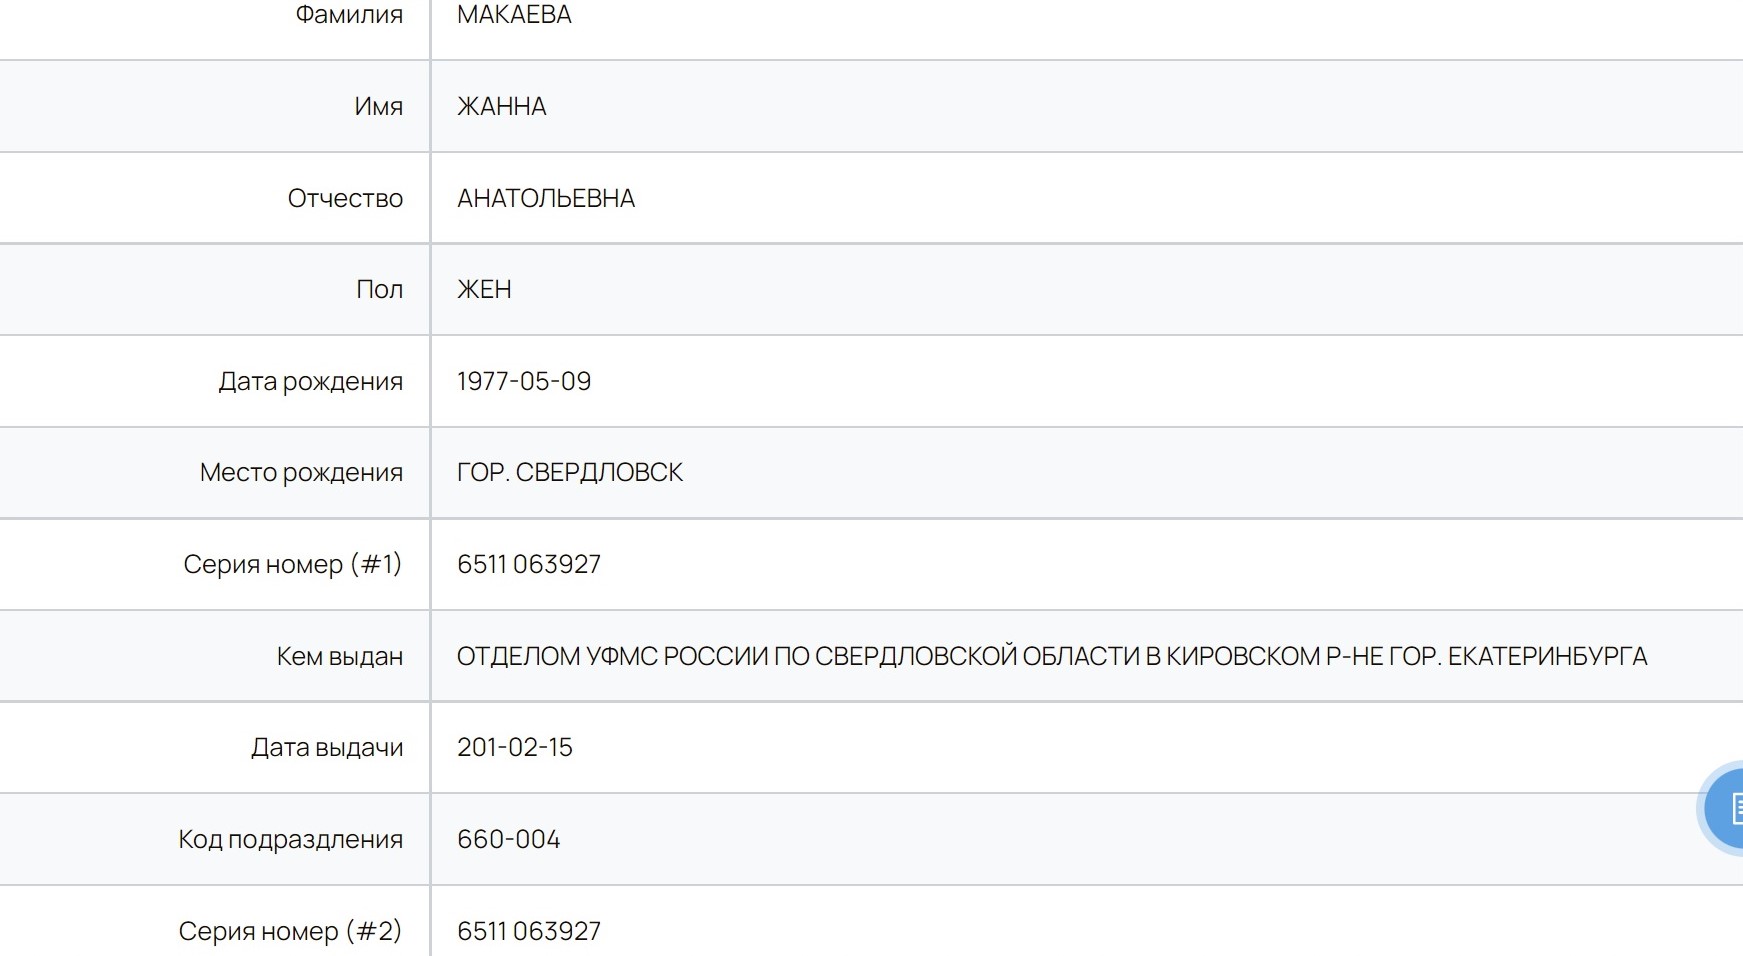 Фамилия МАКАЕВА
Имя ЖАННА
Отчество АНАТОЛЬЕВНА
Пол ЖЕН
Дата рождения 1977-05-09
Место рождения ГОР. СВЕРДЛОВСК
Серия номер (#1) 6511 063927
Кем выдан ОТДЕЛОМ УФМС РОССИИ ПО СВЕРДЛОВСКОЙ ОБЛАСТИ В КИРОВСКОМ Р-НЕ ГОР. ЕКАТЕРИНБУРГА
Дата выдачи 201-02-15
Код подраздления 660-004
Серия номер (#2) 6511 063927